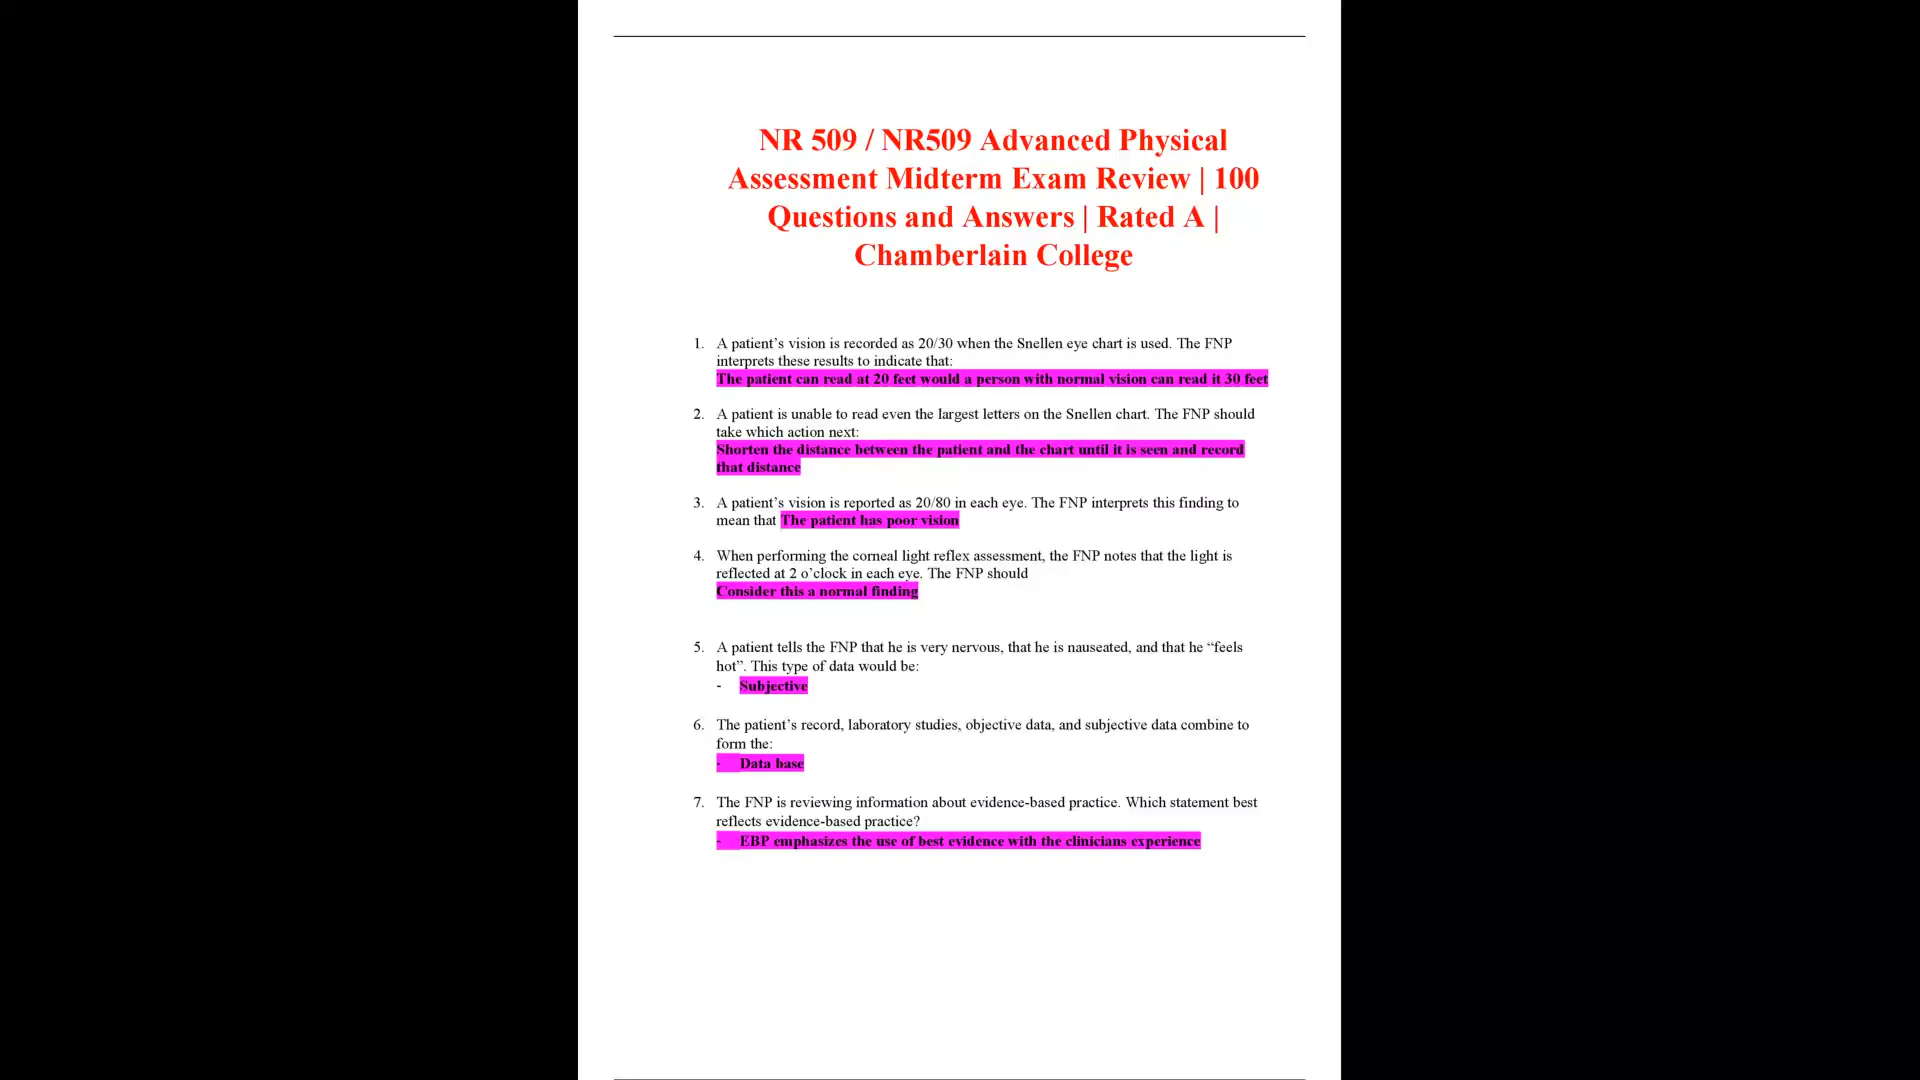 NR 509 / NR509 Advanced Physical
Assessment Midterm Exam Review | 100
Questions and Answers | Rated A |
Chamberlain College
1. A patient’s vision is recorded as 20/30 when the Snellen eye chart is used. The FNP
interprets these results to indicate that:
The patient can read at 20 feet would a person with normal vision can read it 30 feet
2. A patient is unable to read even the largest letters on the Snellen chart. The FNP should
take which action next:
Shorten the distance between the patient and the chart until it is seen and record
that distance
3. A patient’s vision is reported as 20/80 in each eye. The FNP interprets this finding to
mean that The patient has poor vision
4. When performing the corneal light reflex assessment, the FNP notes that the light is
reflected at 2 o’clock in each eye. The FNP should
Consider this a normal finding
5. A patient tells the FNP that he is very nervous, that he is nauseated, and that he “feels
hot”. This type of data would be:
- Subjective
6. The patient’s record, laboratory studies, objective data, and subjective data combine to
form the:
- Data base
7. The FNP is reviewing information about evidence-based practice. Which statement best
reflects evidence-based practice?
- EBP emphasizes the use of best evidence with the clinicians experience